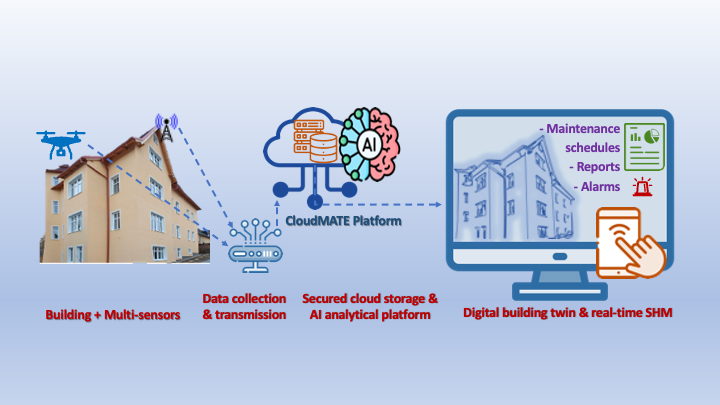 AI
- Maintenance
schedules
- Reports
- Alarms
CloudMATE Platform
Building + Multi-sensors
Data collection
& transmission
Secured cloud storage &
AI analytical platform
Digital building twin & real-time SHM